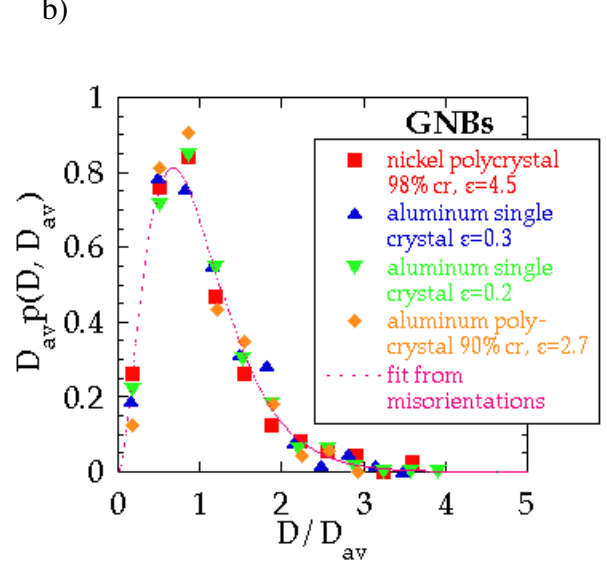 b)
GNBs
nickel polycrystal
98% cr, ε=4.5
aluminum single
crystal ε=0.3
aluminum single
crystal ε=0.2
aluminum poly-
crystal 90% cr, ε=2.7
fit from
misorientations
D_av p(D, D_av)
1
0.8
0.6
0.4
0.2
0
0 1 2 3 4 5
D/D_av